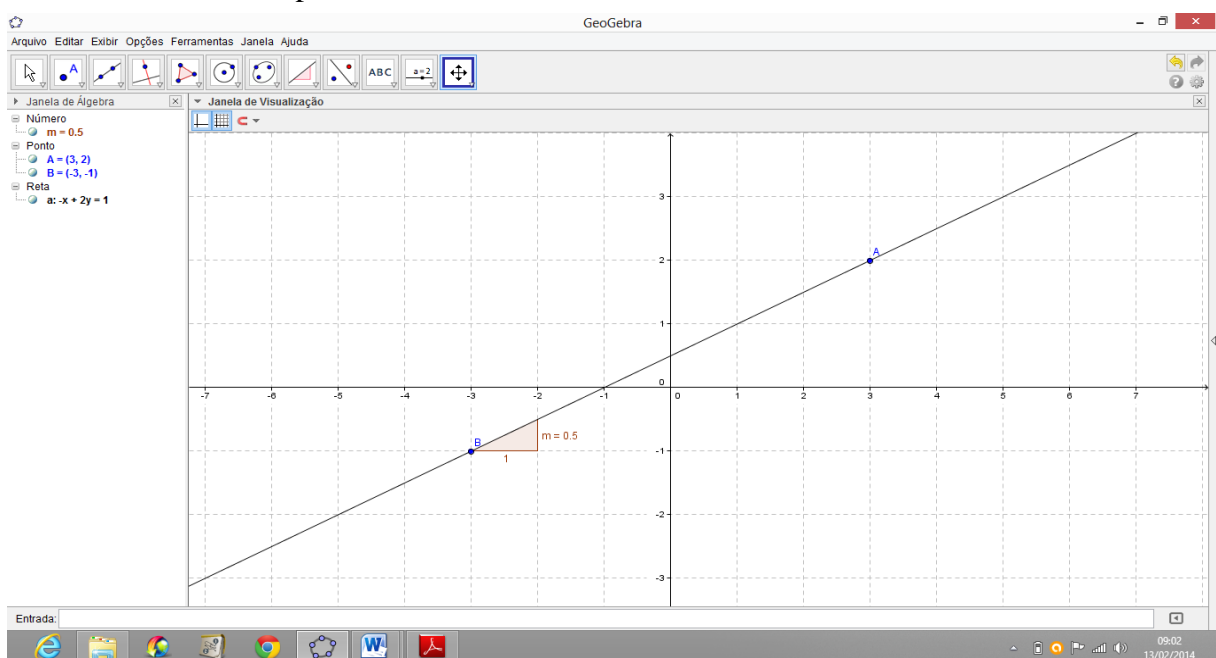 GeoGebra
Arquivo Editar Exibir Opções Ferramentas Janela Ajuda
A
ABC
a=2
Janela de Álgebra
Janela de Visualização
Número
m = 0.5
Ponto
A = (3, 2)
B = (-3, -1)
Reta
a: -x + 2y = 1
3
A
2
1
0
-7 -6 -5 -4 -3 -2 -1 0 1 2 3 4 5 6 7
B
m = 0.5
1
-1
-2
-3
Entrada:
W
09:02
13/02/2014